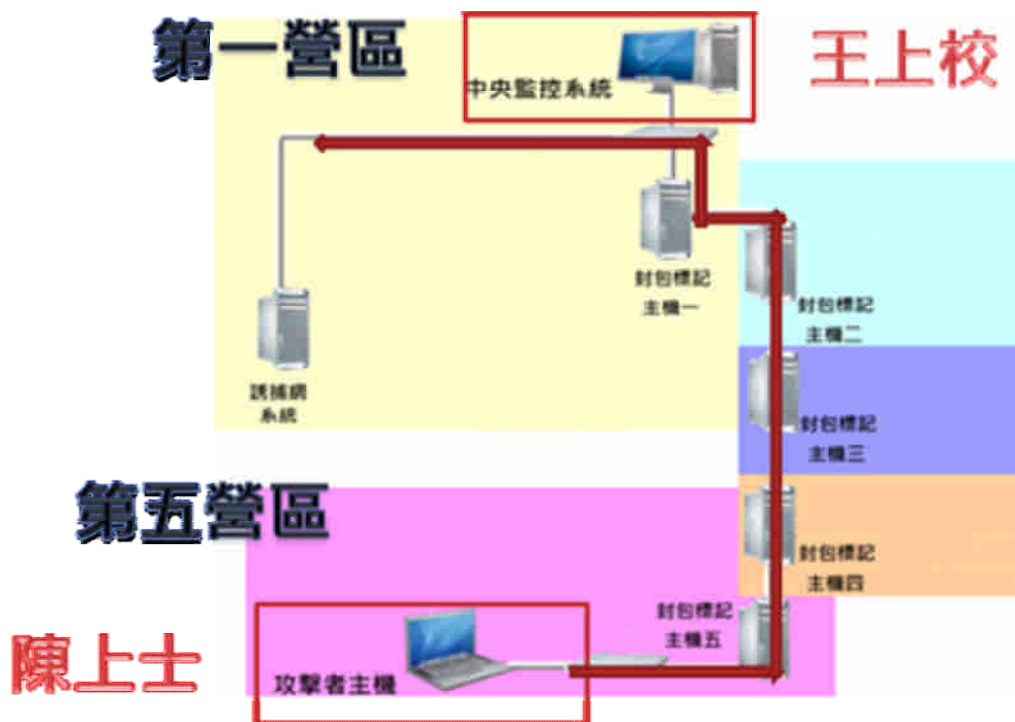 第一營區
王上校
中央監控系統
封包標記
主機一
封包標記
主機二
誘捕網
系統
封包標記
主機三
第五營區
封包標記
主機四
封包標記
主機五
陳上士
攻擊者主機